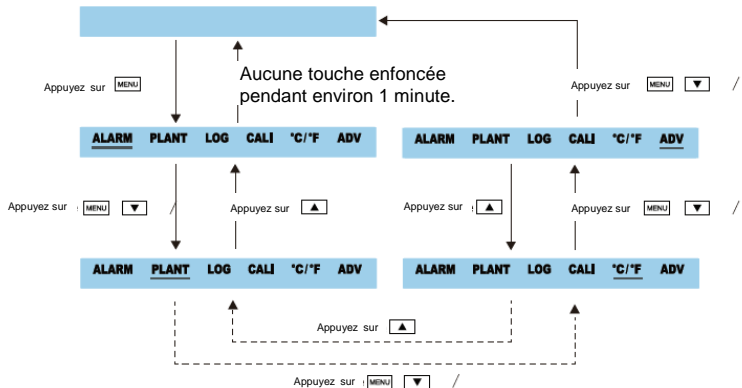 Aucune touche enfoncée
pendant environ 1 minute.
Appuyez sur MENU
Appuyez sur MENU ▼ /
ALARM PLANT LOG CALI °C/°F ADV
ALARM PLANT LOG CALI °C/°F ADV
Appuyez sur : MENU ▼ /
Appuyez sur ▲
Appuyez sur : ▲
Appuyez sur MENU ▼ /
ALARM PLANT LOG CALI °C/°F ADV
ALARM PLANT LOG CALI °C/°F ADV
Appuyez sur ▲
Appuyez sur : MENU ▼ /